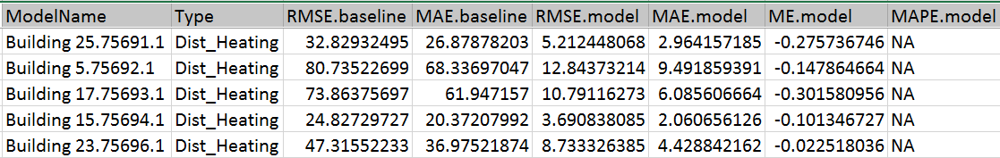 ModelName Type RMSE.baseline MAE.baseline RMSE.model MAE.model ME.model MAPE.model
Building 25.75691.1 Dist_Heating 32.82932495 26.87878203 5.212448068 2.964157185 -0.275736746 NA
Building 5.75692.1 Dist_Heating 80.73522699 68.33697047 12.84373214 9.491859391 -0.147864664 NA
Building 17.75693.1 Dist_Heating 73.86375697 61.947157 10.79116273 6.085606664 -0.301580956 NA
Building 15.75694.1 Dist_Heating 24.82729727 20.37207992 3.690838085 2.060656126 -0.101346727 NA
Building 23.75696.1 Dist_Heating 47.31552233 36.97521874 8.733326385 4.428842162 -0.022518036 NA